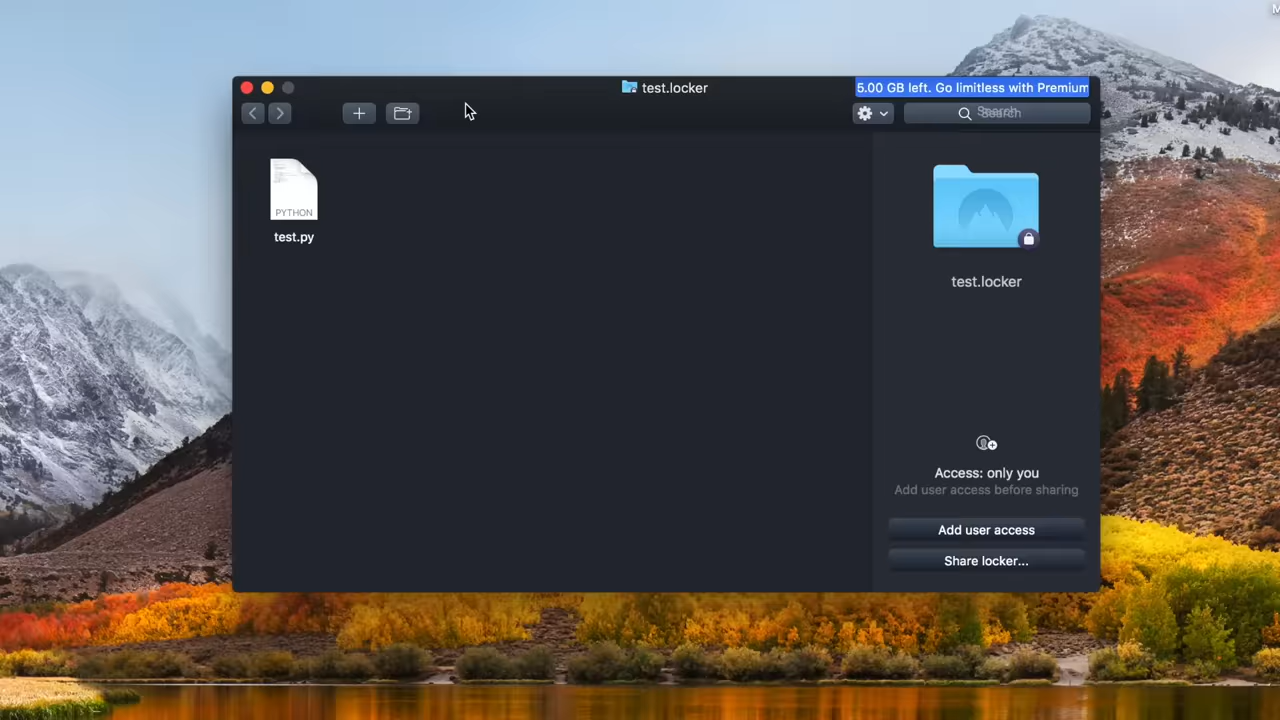 test.locker
5.00 GB left. Go limitless with Premium
Search
PYTHON
test.py
test.locker
Access: only you
Add user access before sharing
Add user access
Share locker...